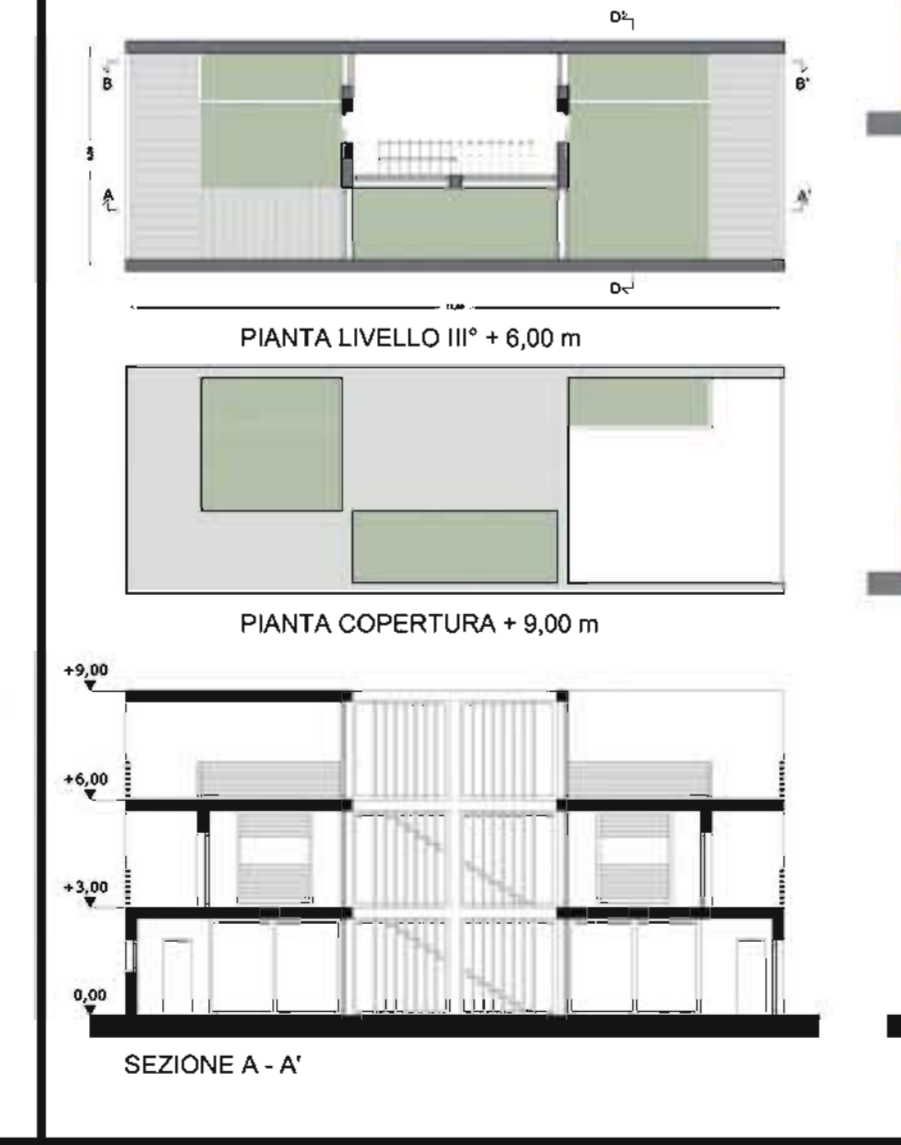 D'
B B'
A A'
D
PIANTA LIVELLO III° + 6,00 m
PIANTA COPERTURA + 9,00 m
+9,00
+6,00
+3,00
0,00
SEZIONE A - A'